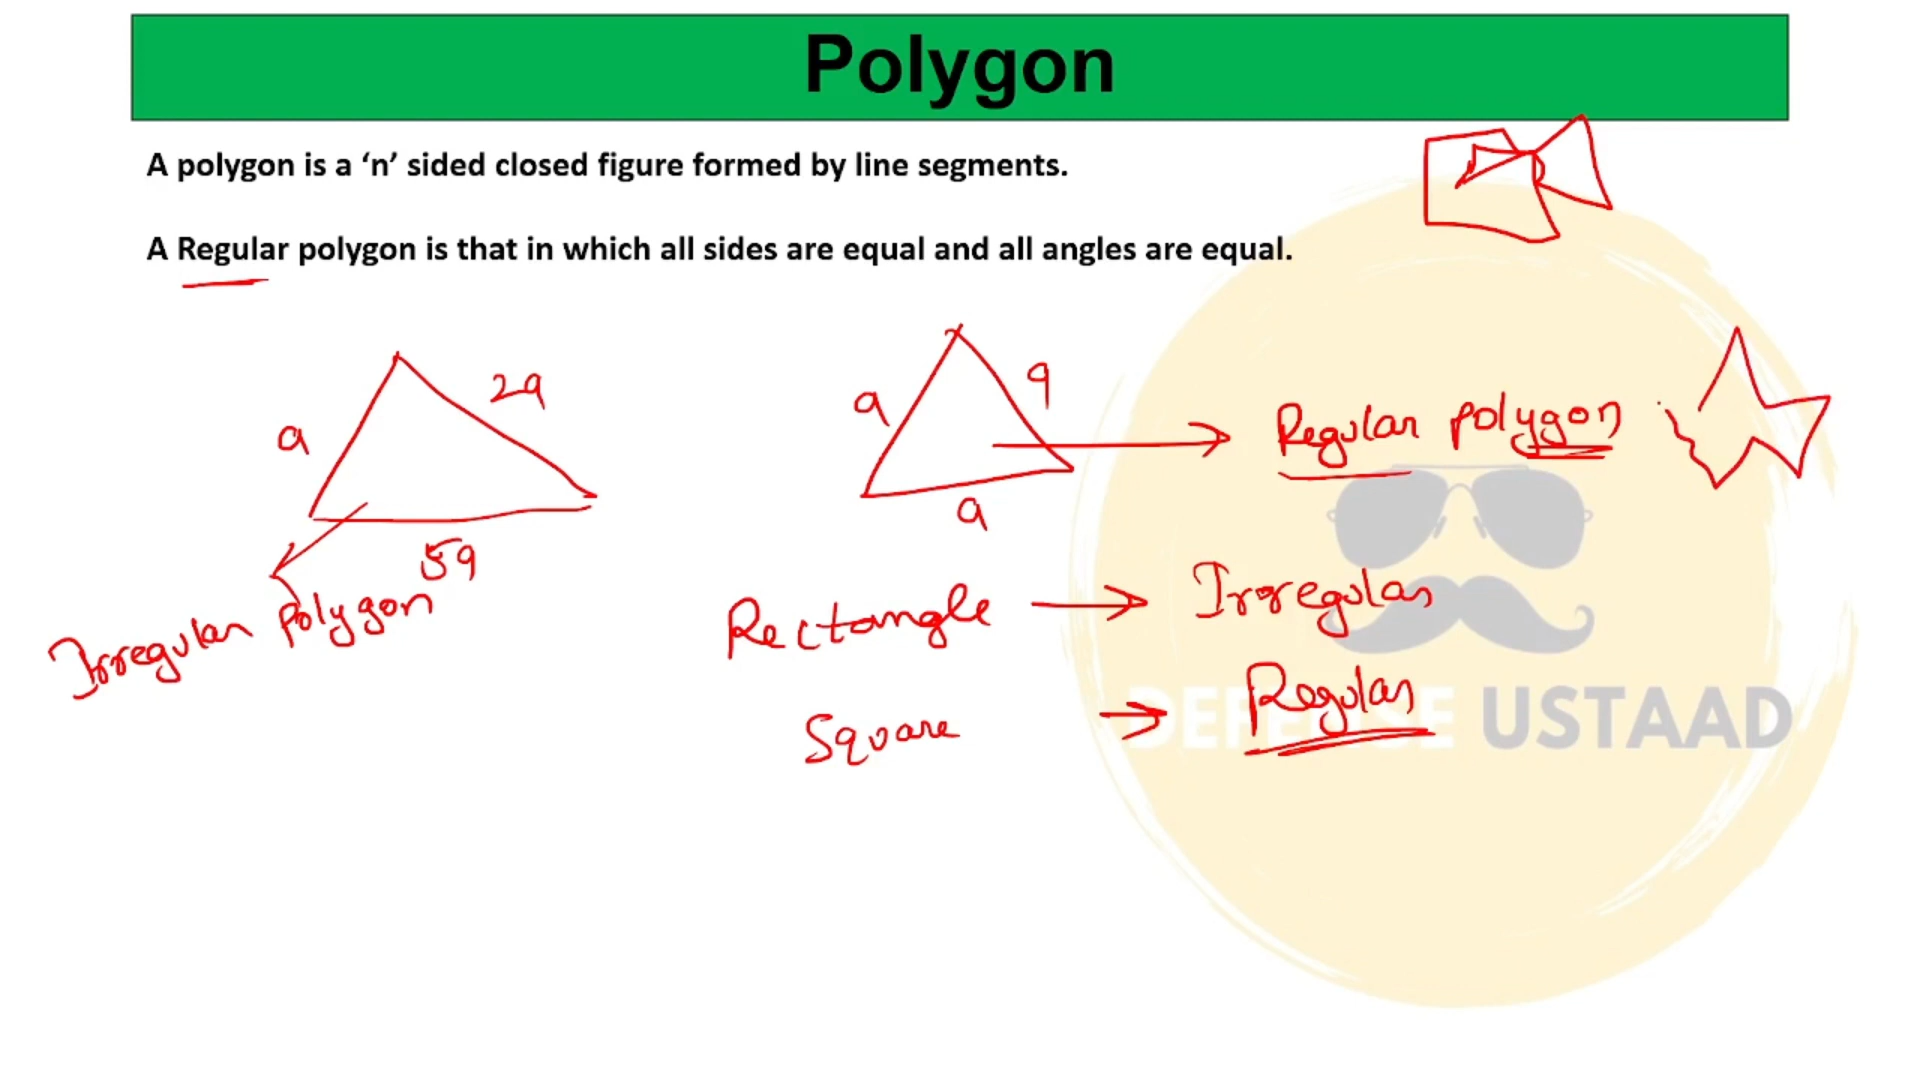 Polygon
A polygon is a ‘n’ sided closed figure formed by line segments.
A Regular polygon is that in which all sides are equal and all angles are equal.
a
2a
5a
Irregular polygon
a
a
a
Regular polygon
Rectangle → Irregular
Square → Regular
DEFENSE USTAAD